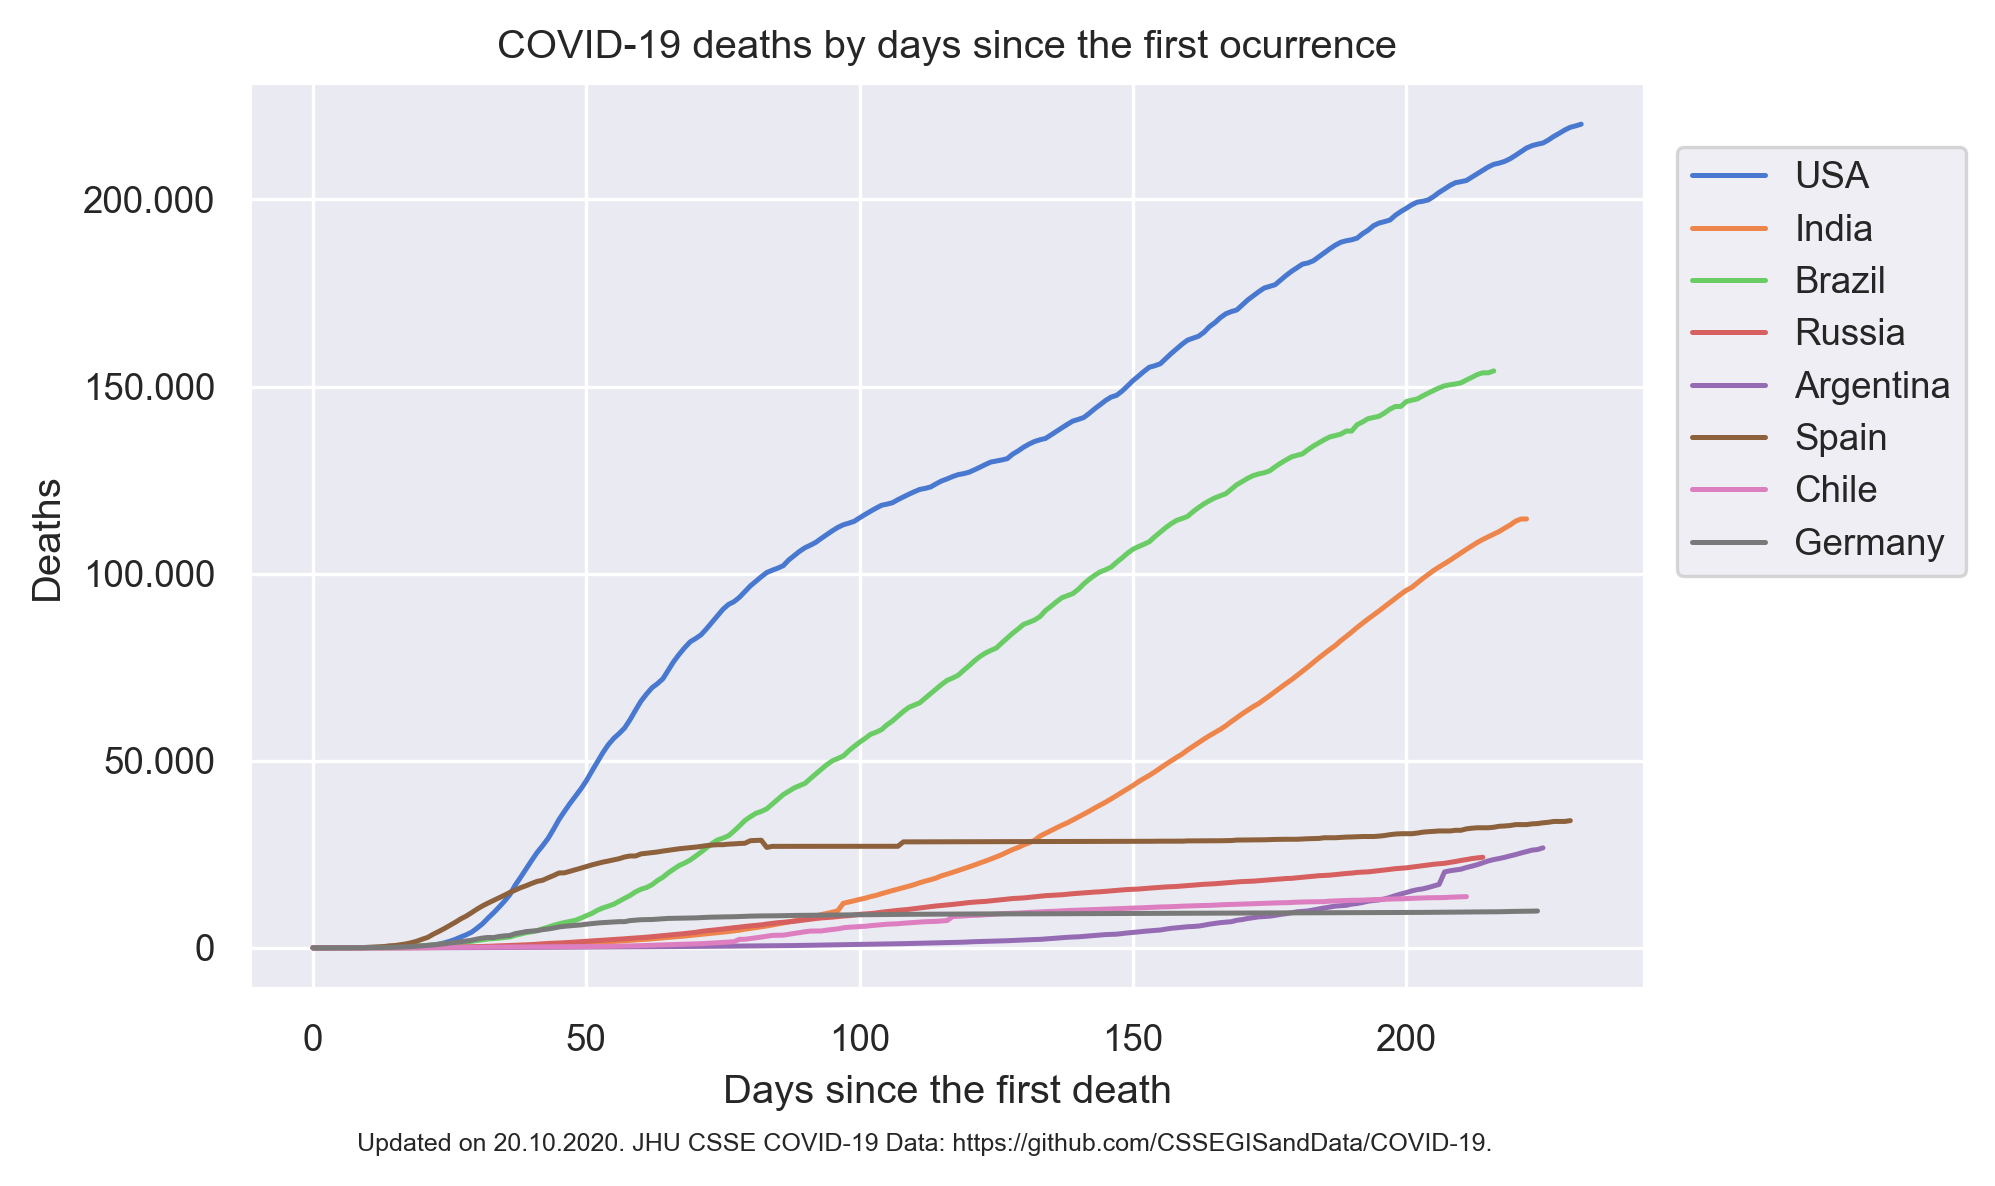 COVID-19 deaths by days since the first ocurrence
200.000
150.000
100.000
50.000
0
Deaths
0 50 100 150 200
Days since the first death
USA
India
Brazil
Russia
Argentina
Spain
Chile
Germany
Updated on 20.10.2020. JHU CSSE COVID-19 Data: https://github.com/CSSEGISandData/COVID-19.